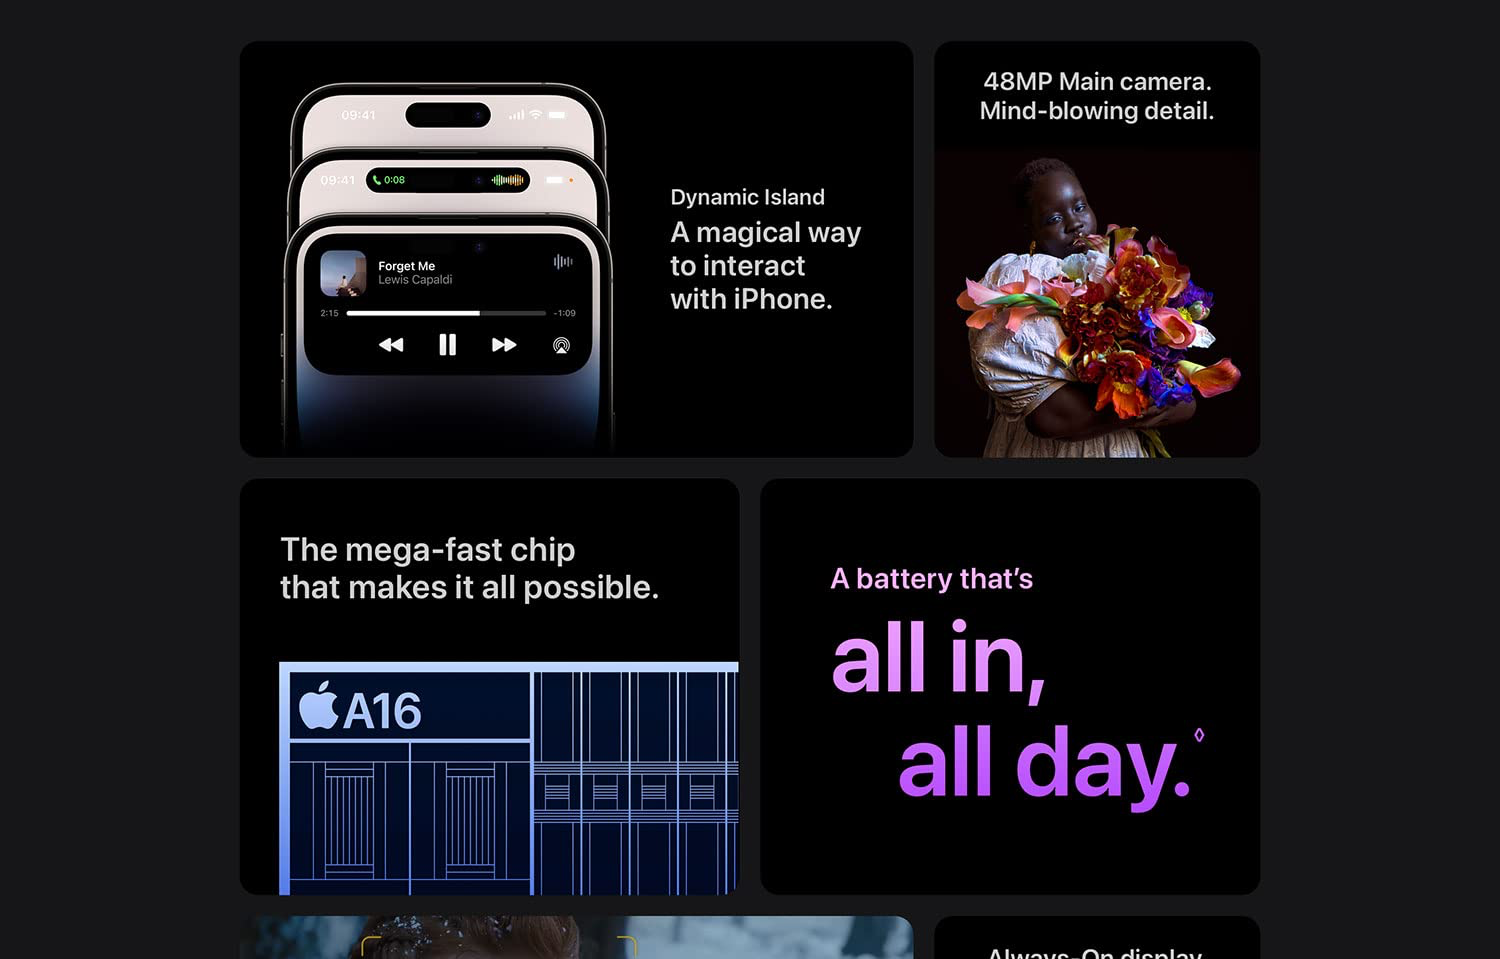 09:41
09:41 0:08
Forget Me
Lewis Capaldi
2:15 -1:09
Dynamic Island
A magical way
to interact
with iPhone.
48MP Main camera.
Mind-blowing detail.
The mega-fast chip
that makes it all possible.
A16
A battery that’s
all in,
all day.◊
Always-On display